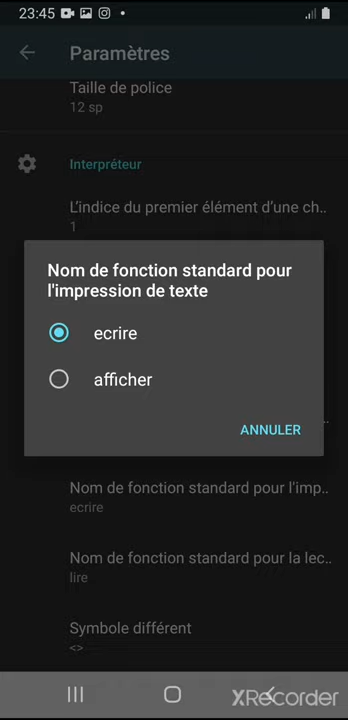 23:45
Paramètres
Taille de police
12 sp
Interpréteur
L'indice du premier élément d'une ch..
1
Nom de fonction standard pour
l'impression de texte
ecrire
afficher
ANNULER
Nom de fonction standard pour l'imp..
ecrire
Nom de fonction standard pour la lec..
lire
Symbole différent
<>
XRecorder